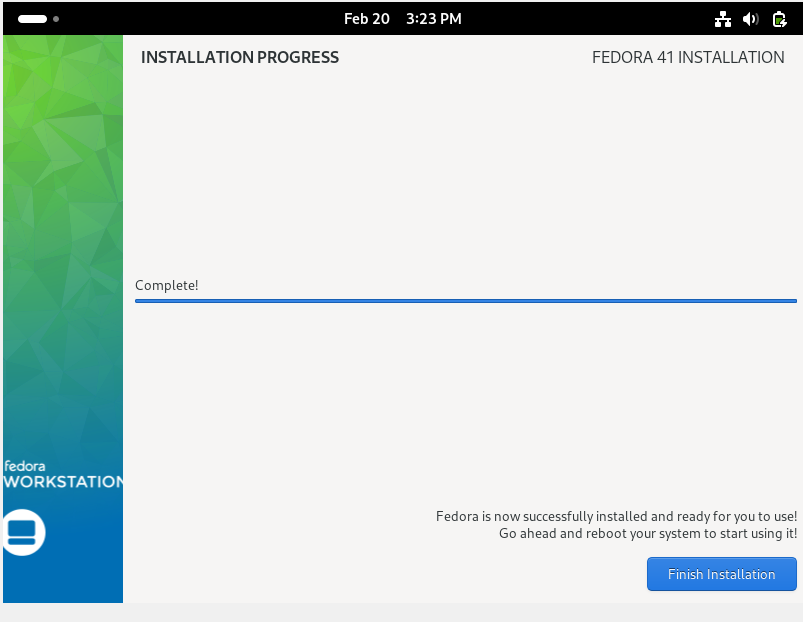 Feb 20 3:23 PM
INSTALLATION PROGRESS
FEDORA 41 INSTALLATION
Complete!
fedora
WORKSTATION
Fedora is now successfully installed and ready for you to use!
Go ahead and reboot your system to start using it!
Finish Installation